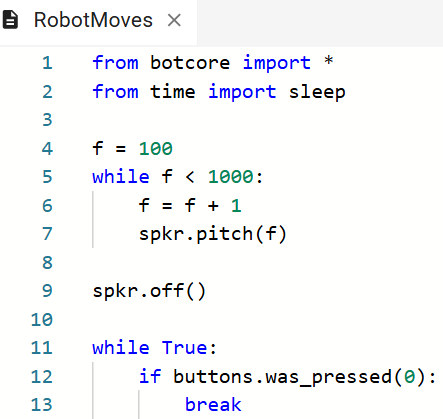 RobotMoves ×
1 from botcore import *
2 from time import sleep
3
4 f = 100
5 while f < 1000:
6     f = f + 1
7     spkr.pitch(f)
8
9 spkr.off()
10
11 while True:
12     if buttons.was_pressed(0):
13         break